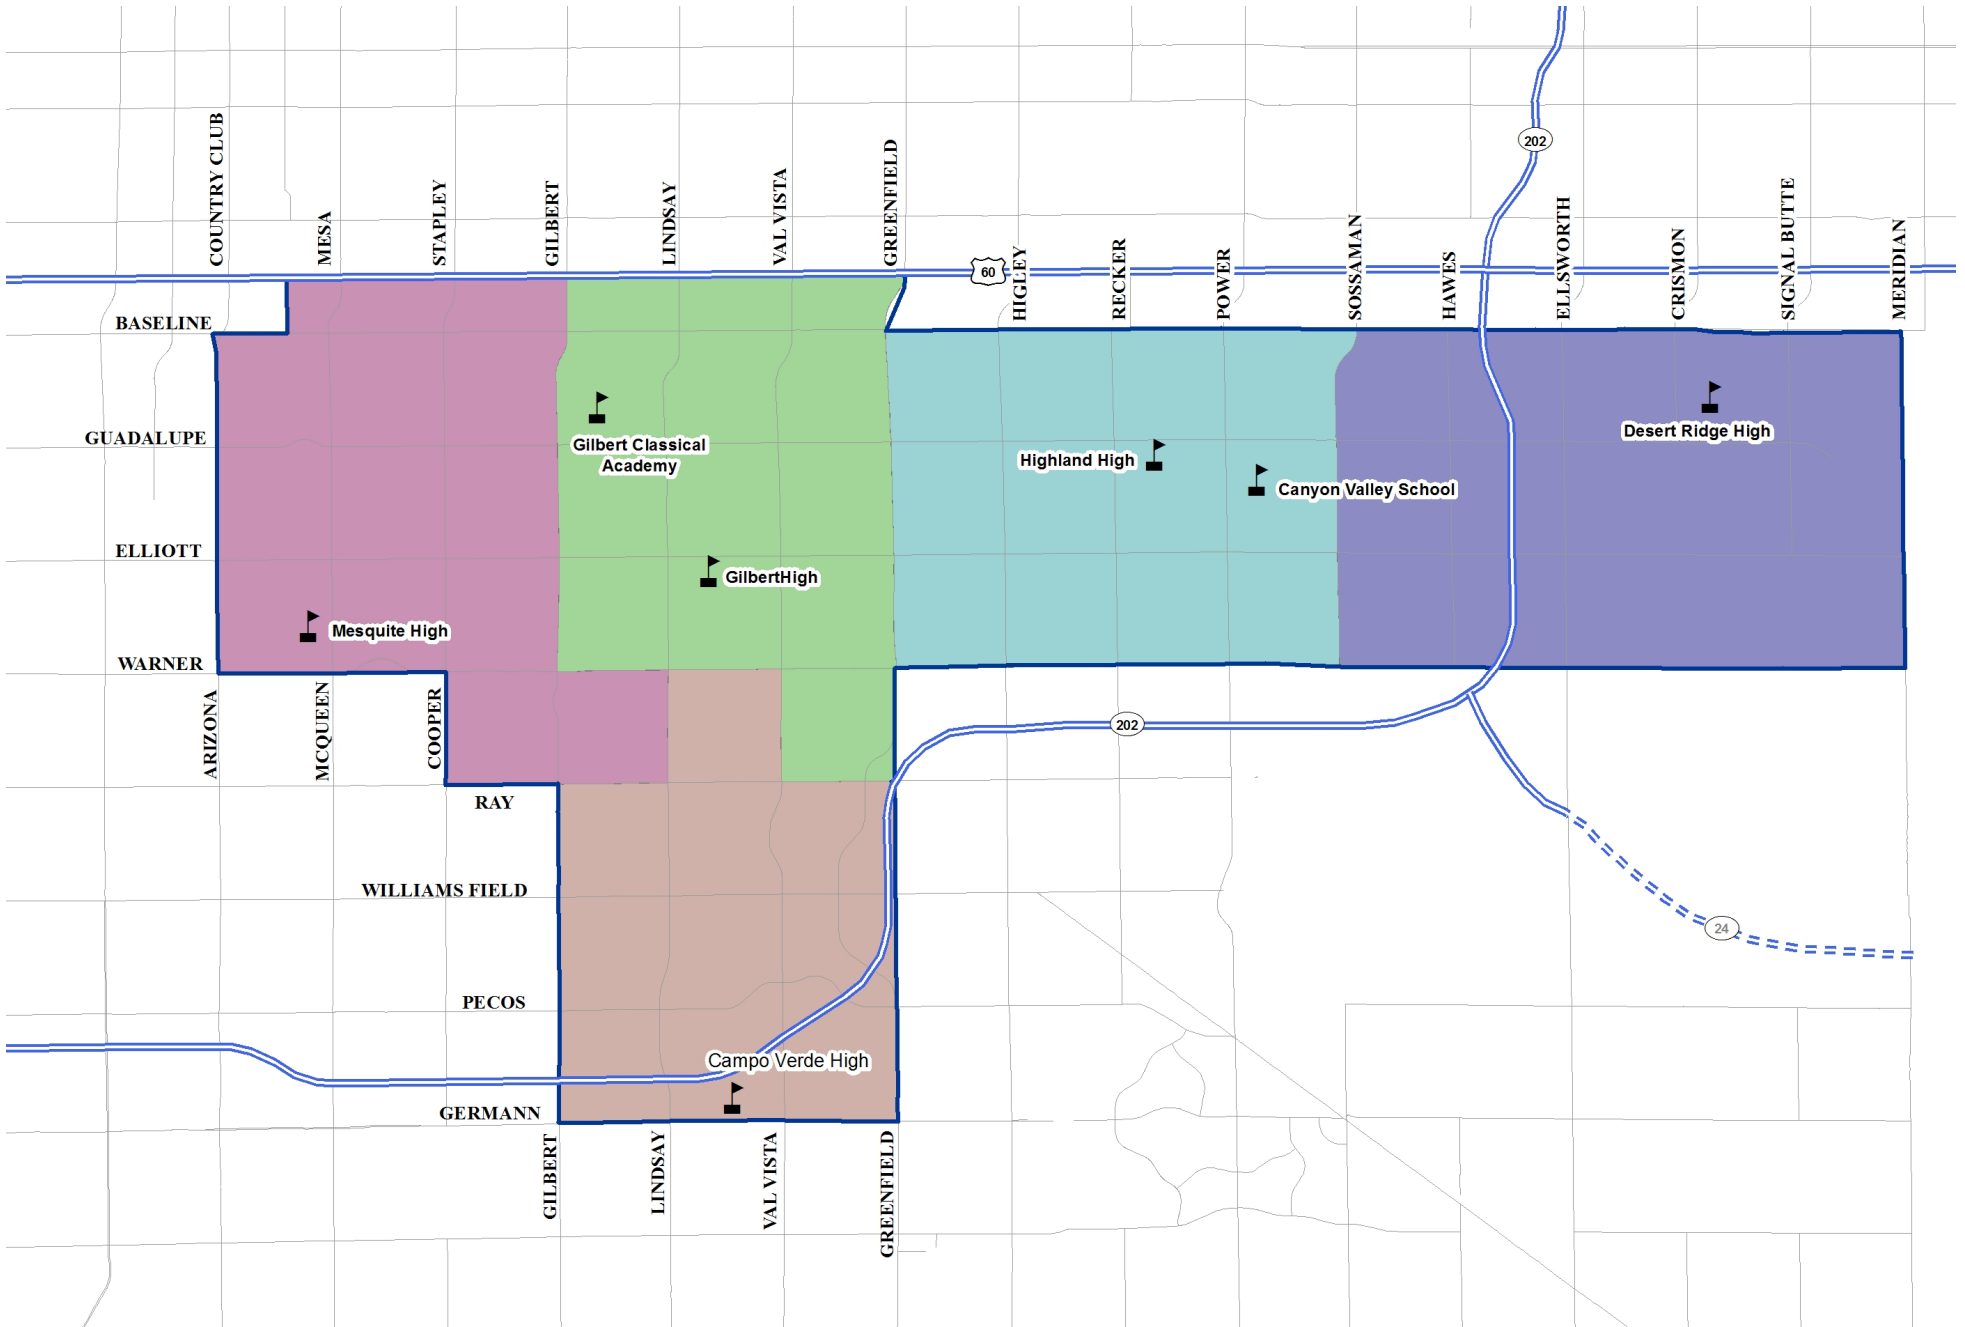 202
COUNTRY CLUB
MESA
STAPLEY
GILBERT
LINDSAY
VAL VISTA
GREENFIELD
60
HIGLEY
RECKER
POWER
SOSSAMAN
HAWES
ELLSWORTH
CRISMON
SIGNAL BUTTE
MERIDIAN
BASELINE
GUADALUPE
Gilbert Classical
Academy
Highland High
Canyon Valley School
Desert Ridge High
ELLIOTT
GilbertHigh
Mesquite High
WARNER
ARIZONA
MCQUEEN
COOPER
202
RAY
WILLIAMS FIELD
24
PECOS
Campo Verde High
GERMANN
GILBERT
LINDSAY
VAL VISTA
GREENFIELD